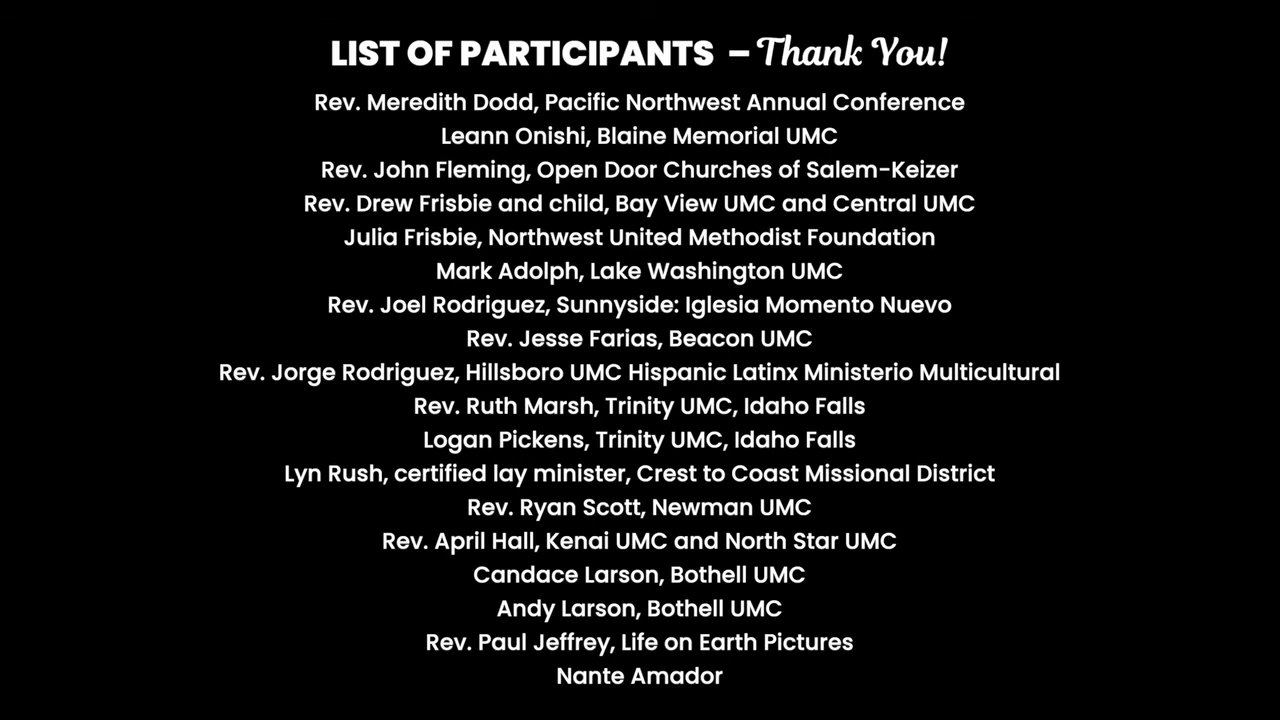 LIST OF PARTICIPANTS – Thank You!
Rev. Meredith Dodd, Pacific Northwest Annual Conference
Leann Onishi, Blaine Memorial UMC
Rev. John Fleming, Open Door Churches of Salem-Keizer
Rev. Drew Frisbie and child, Bay View UMC and Central UMC
Julia Frisbie, Northwest United Methodist Foundation
Mark Adolph, Lake Washington UMC
Rev. Joel Rodriguez, Sunnyside: Iglesia Momento Nuevo
Rev. Jesse Farias, Beacon UMC
Rev. Jorge Rodriguez, Hillsboro UMC Hispanic Latinx Ministerio Multicultural
Rev. Ruth Marsh, Trinity UMC, Idaho Falls
Logan Pickens, Trinity UMC, Idaho Falls
Lyn Rush, certified lay minister, Crest to Coast Missional District
Rev. Ryan Scott, Newman UMC
Rev. April Hall, Kenai UMC and North Star UMC
Candace Larson, Bothell UMC
Andy Larson, Bothell UMC
Rev. Paul Jeffrey, Life on Earth Pictures
Nante Amador